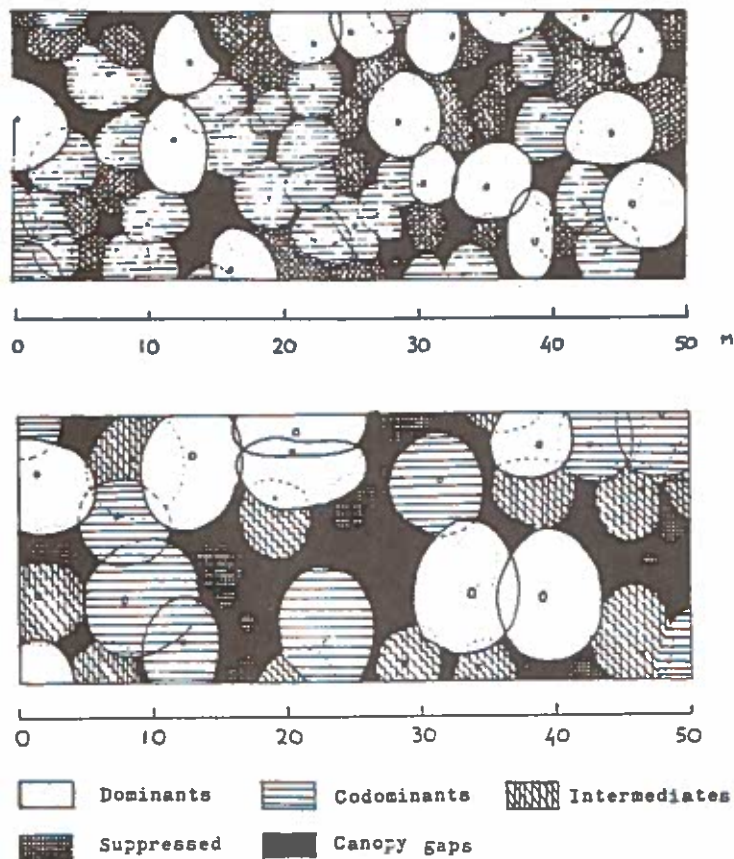 0 10 20 30 40 50 M
0 10 20 30 40 50
Dominants Codominants Intermediates
Suppressed Canopy gaps